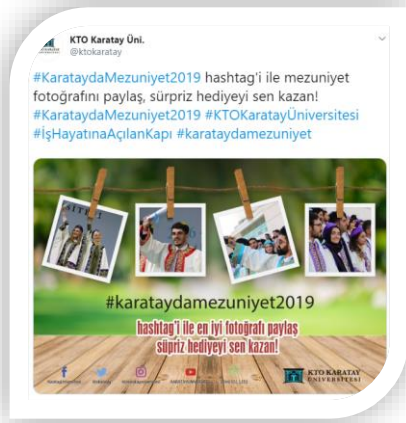 KTO Karatay Üni.
@ktokaratay
#KarataydaMezuniyet2019 hashtag'i ile mezuniyet
fotoğrafını paylaş, sürpriz hediyeyi sen kazan!
#KarataydaMezuniyet2019 #KTOKaratayÜniversitesi
#İşHayatınaAçılanKapı #karataydamezuniyet
#karataydamezuniyet2019
hashtag'i ile en iyi fotoğrafı paylaş
süpriz hediyeyi sen kazan!
KTO KARATAY
ÜNİVERSİTESİ